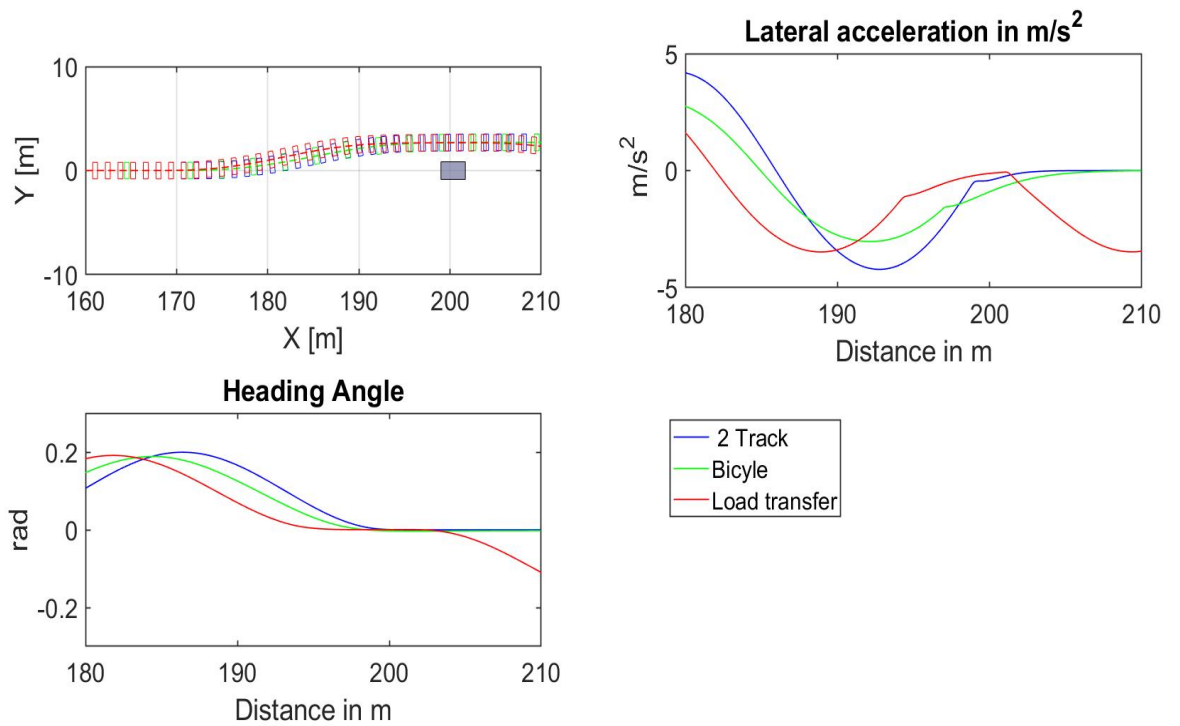 10
0
-10
Y [m]
160 170 180 190 200 210
X [m]
Lateral acceleration in m/s²
5
0
-5
m/s²
180 190 200 210
Distance in m
Heading Angle
0.2
0
-0.2
rad
180 190 200 210
Distance in m
2 Track
Bicyle
Load transfer